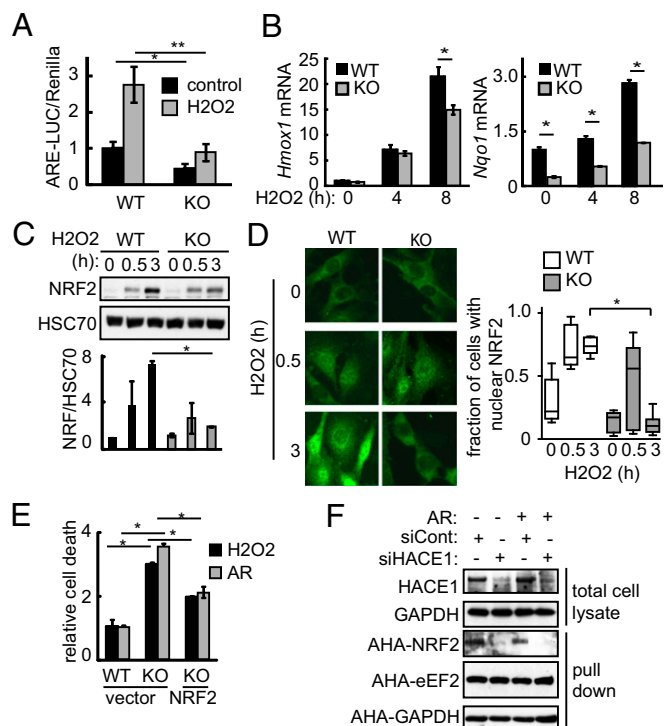 A
** 
*
control
H2O2
ARE-LUC/Renilla
3
2
1
0
WT KO
B
Hmox1 mRNA
25
20
15
10
5
0
WT
KO
*
H2O2 (h): 0 4 8
Nqo1 mRNA
3.0
1.5
0
WT
KO
* * *
0 4 8
C
H2O2 WT KO
(h): 0 0.5 3 0 0.5 3
NRF2
HSC70
NRF/HSC70
8
4
0
*
D
WT KO
H2O2 (h)
0
0.5
3
WT
KO
fraction of cells with
nuclear NRF2
1.0
0.5
0
*
0 0.5 3 0 0.5 3
H2O2 (h)
E
relative cell death
4
2
0
* *
* *
H2O2
AR
WT KO KO
vector NRF2
F
AR: - - + +
siCont: + - + -
siHACE1: - + - +
HACE1
GAPDH
total cell
lysate
AHA-NRF2
AHA-eEF2
AHA-GAPDH
pull
down